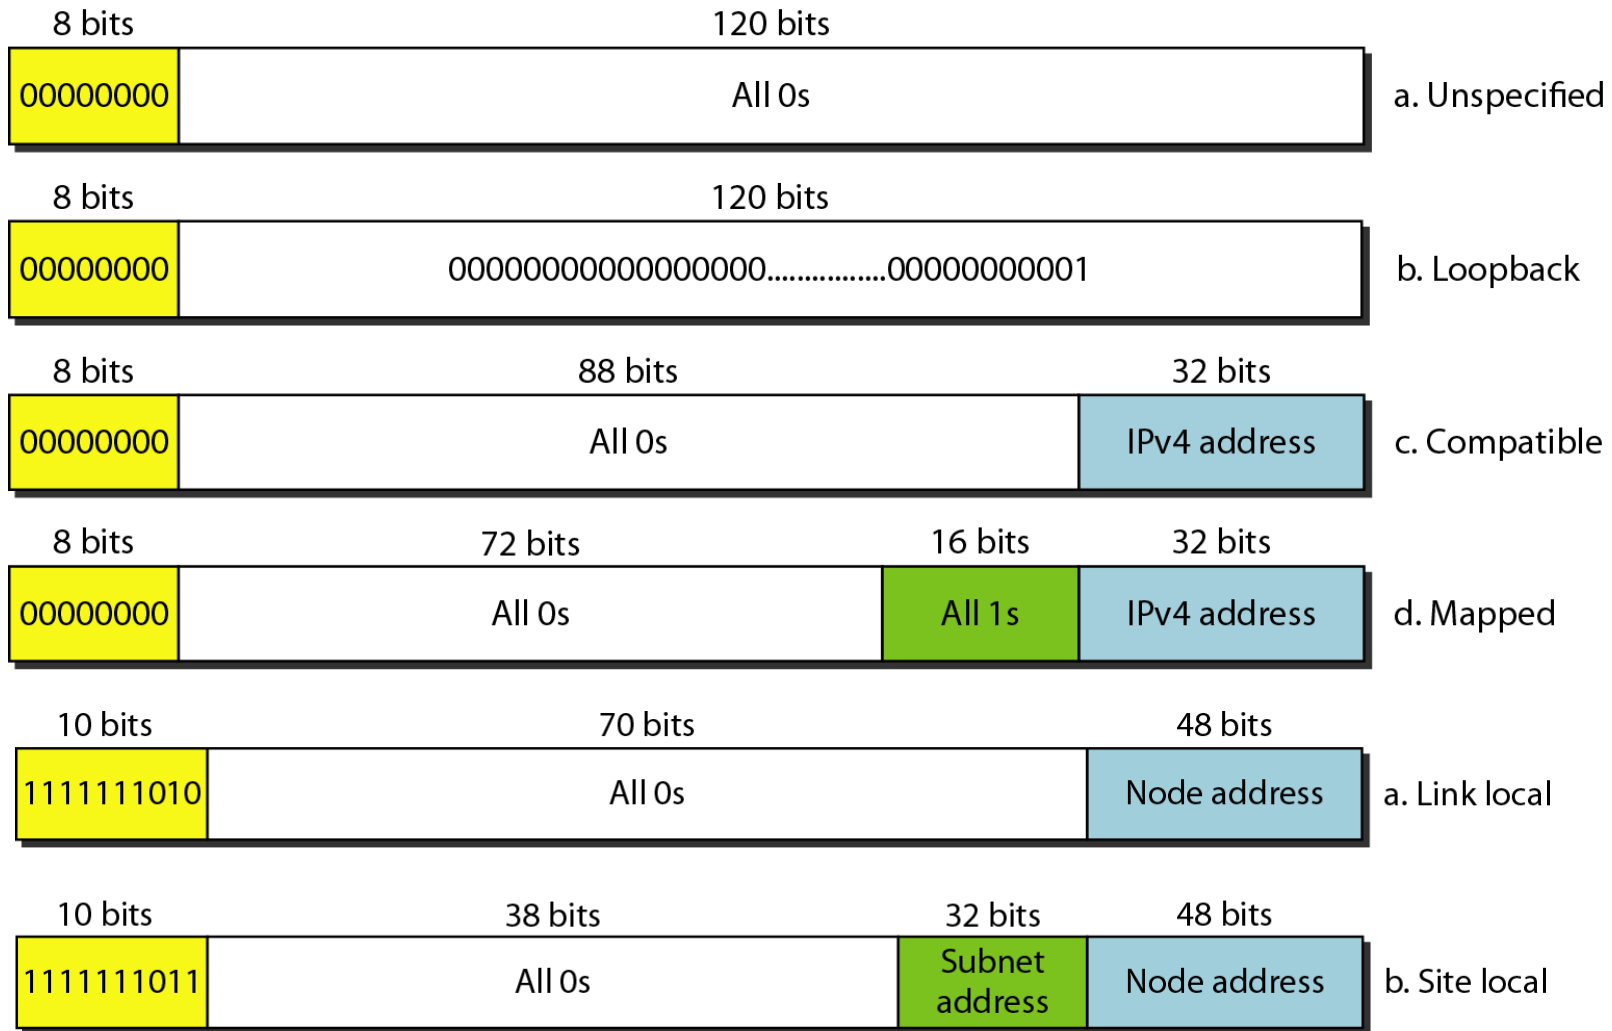 8 bits 120 bits
00000000 All 0s a. Unspecified
8 bits 120 bits
00000000 00000000000000000...............00000000001 b. Loopback
8 bits 88 bits 32 bits
00000000 All 0s IPv4 address c. Compatible
8 bits 72 bits 16 bits 32 bits
00000000 All 0s All 1s IPv4 address d. Mapped
10 bits 70 bits 48 bits
1111111010 All 0s Node address a. Link local
10 bits 38 bits 32 bits 48 bits
1111111011 All 0s Subnet address Node address b. Site local